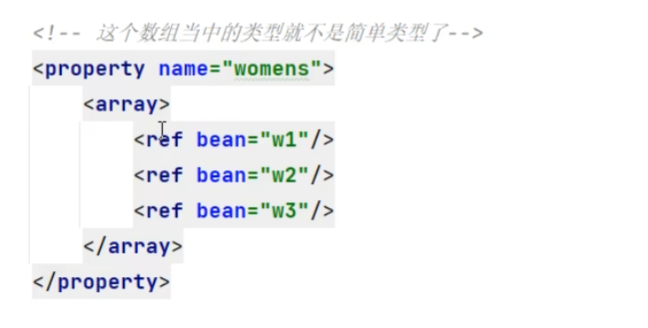 <!-- 这个数组当中的类型就不是简单类型了-->
<property name="womens">
<array>
<ref bean="w1"/>
<ref bean="w2"/>
<ref bean="w3"/>
</array>
</property>